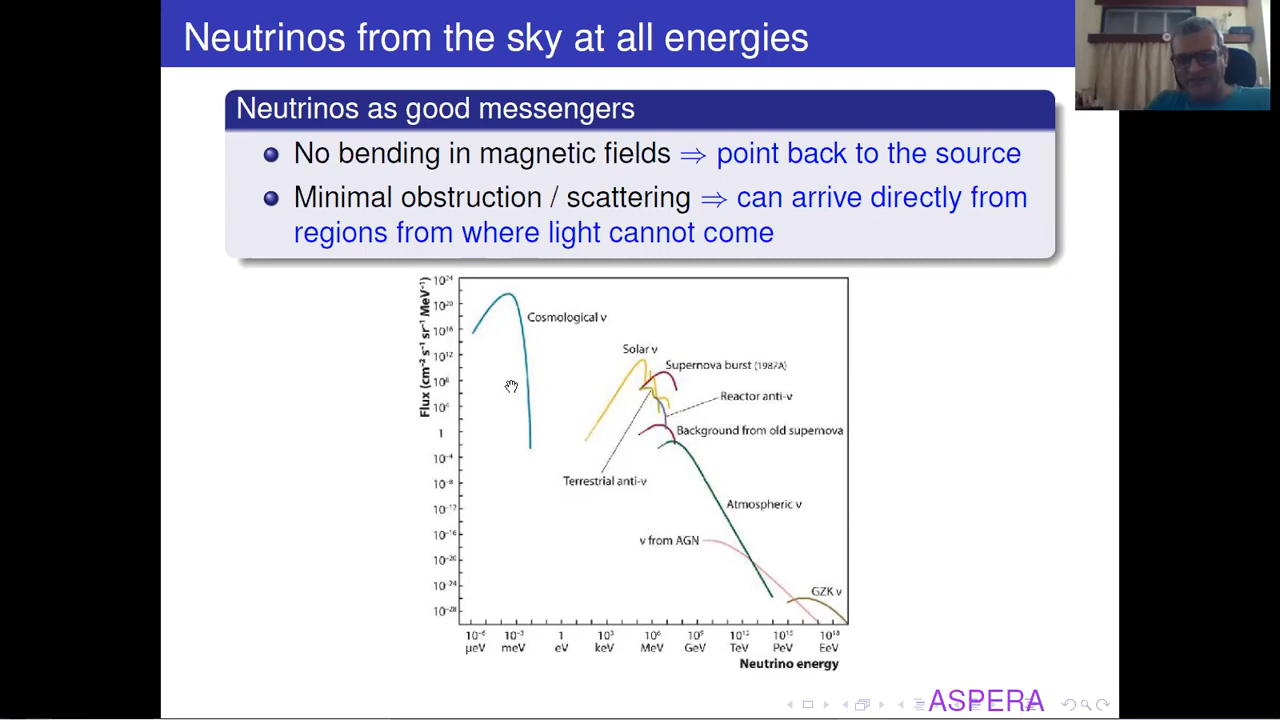 Neutrinos from the sky at all energies
Neutrinos as good messengers
No bending in magnetic fields ⇒ point back to the source
Minimal obstruction / scattering ⇒ can arrive directly from
regions from where light cannot come
Flux (cm⁻² s⁻¹ sr⁻¹ MeV⁻¹)
10²⁴
10²⁰
10¹⁶
10¹²
10⁸
10⁶
1
10⁻⁴
10⁻⁸
10⁻¹²
10⁻¹⁶
10⁻²⁰
10⁻²⁴
10⁻²⁸
Cosmological ν
Solar ν
Supernova burst (1987A)
Reactor anti-ν
Background from old supernova
Terrestrial anti-ν
Atmospheric ν
ν from AGN
GZK ν
10⁻⁶ 10⁻³ 1 10³ 10⁶ 10⁹ 10¹² 10¹⁵ 10¹⁸
µeV meV eV keV MeV GeV TeV PeV EeV
Neutrino energy
ASPERA